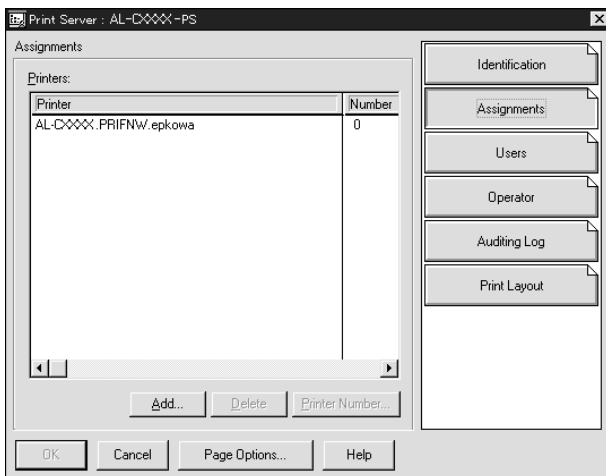 Print Server : AL-CXXXX-PS
Assignments
Printers:
Printer Number
AL-CXXXX.PRIFNW.epkowa 0
Add... Delete Printer Number...
OK Cancel Page Options... Help
Identification
Assignments
Users
Operator
Auditing Log
Print Layout